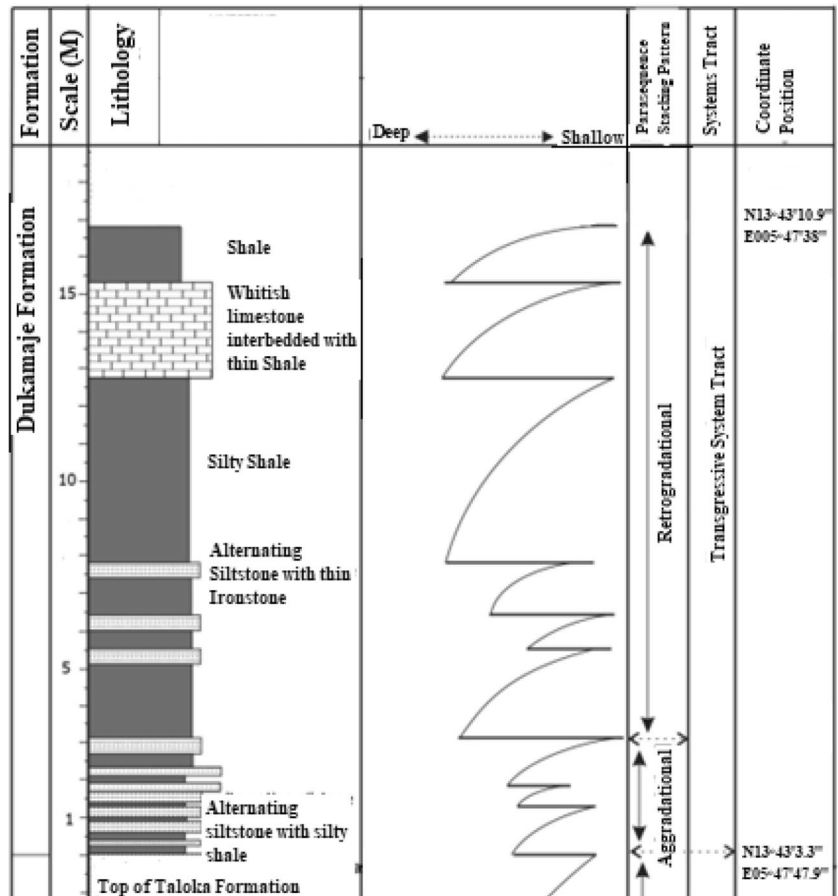 Formation
Scale (M)
Lithology
Deep
Shallow
Parasequence
Stacking Pattern
Systems Tract
Coordinate
Position
N13°43'10.9"
E005°47'38"
Dukamaje Formation
Shale
15
Whitish
limestone
interbedded with
thin Shale
Silty Shale
10
Alternating
Siltstone with thin
Ironstone
5
1
Alternating
siltstone with silty
shale
Top of Taloka Formation
Retrogradational
Aggradational
Transgressive System Tract
N13°43'3.3"
E05°47'47.9"